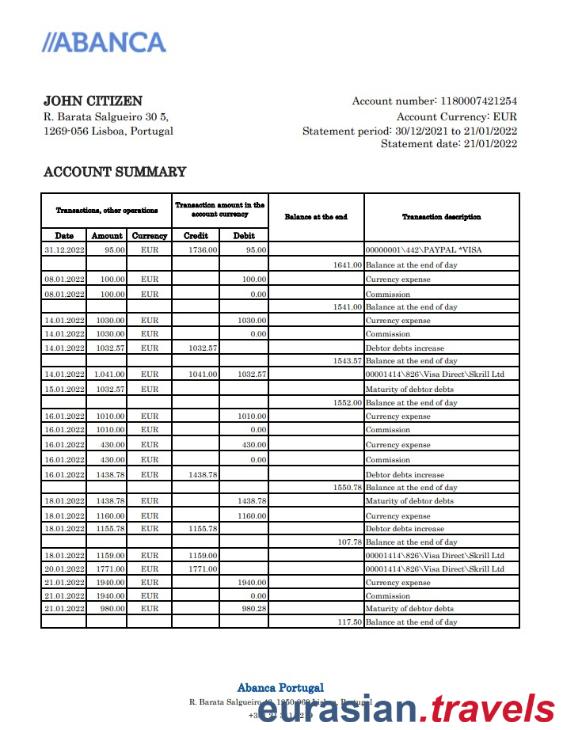 //ABANCA
JOHN CITIZEN
R. Barata Salgueiro 30 5,
1269-056 Lisboa, Portugal
Account number: 1180007421254
Account Currency: EUR
Statement period: 30/12/2021 to 21/01/2022
Statement date: 21/01/2022
ACCOUNT SUMMARY
Transactions, other operations Transaction amount in the account currency Balance at the end Transaction description
Date Amount Currency Credit Debit
31.12.2022 95.00 EUR 1736.00 95.00 00000001\442\PAYPAL *VISA
1641.00 Balance at the end of day
08.01.2022 100.00 EUR 100.00 Currency expense
08.01.2022 100.00 EUR 0.00 Commission
1541.00 Balance at the end of day
14.01.2022 1030.00 EUR 1030.00 Currency expense
14.01.2022 1030.00 EUR 0.00 Commission
14.01.2022 1032.57 EUR 1032.57 Debtor debts increase
1543.57 Balance at the end of day
14.01.2022 1.041.00 EUR 1041.00 1032.57 00001414\826\Visa Direct\Skrill Ltd
15.01.2022 1032.57 EUR Maturity of debtor debts
1552.00 Balance at the end of day
16.01.2022 1010.00 EUR 1010.00 Currency expense
16.01.2022 1010.00 EUR 0.00 Commission
16.01.2022 430.00 EUR 430.00 Currency expense
16.01.2022 430.00 EUR 0.00 Commission
16.01.2022 1438.78 EUR 1438.78 Debtor debts increase
1550.78 Balance at the end of day
18.01.2022 1438.78 EUR 1438.78 Maturity of debtor debts
18.01.2022 1160.00 EUR 1160.00 Currency expense
18.01.2022 1155.78 EUR 1155.78 Debtor debts increase
107.78 Balance at the end of day
18.01.2022 1159.00 EUR 1159.00 00001414\826\Visa Direct\Skrill Ltd
20.01.2022 1771.00 EUR 1771.00 00001414\826\Visa Direct\Skrill Ltd
21.01.2022 1940.00 EUR 1940.00 Currency expense
21.01.2022 1940.00 EUR 0.00 Commission
21.01.2022 980.00 EUR 980.28 Maturity of debtor debts
117.50 Balance at the end of day
Abanca Portugal
R. Barata Salgueiro
eurasian.travels